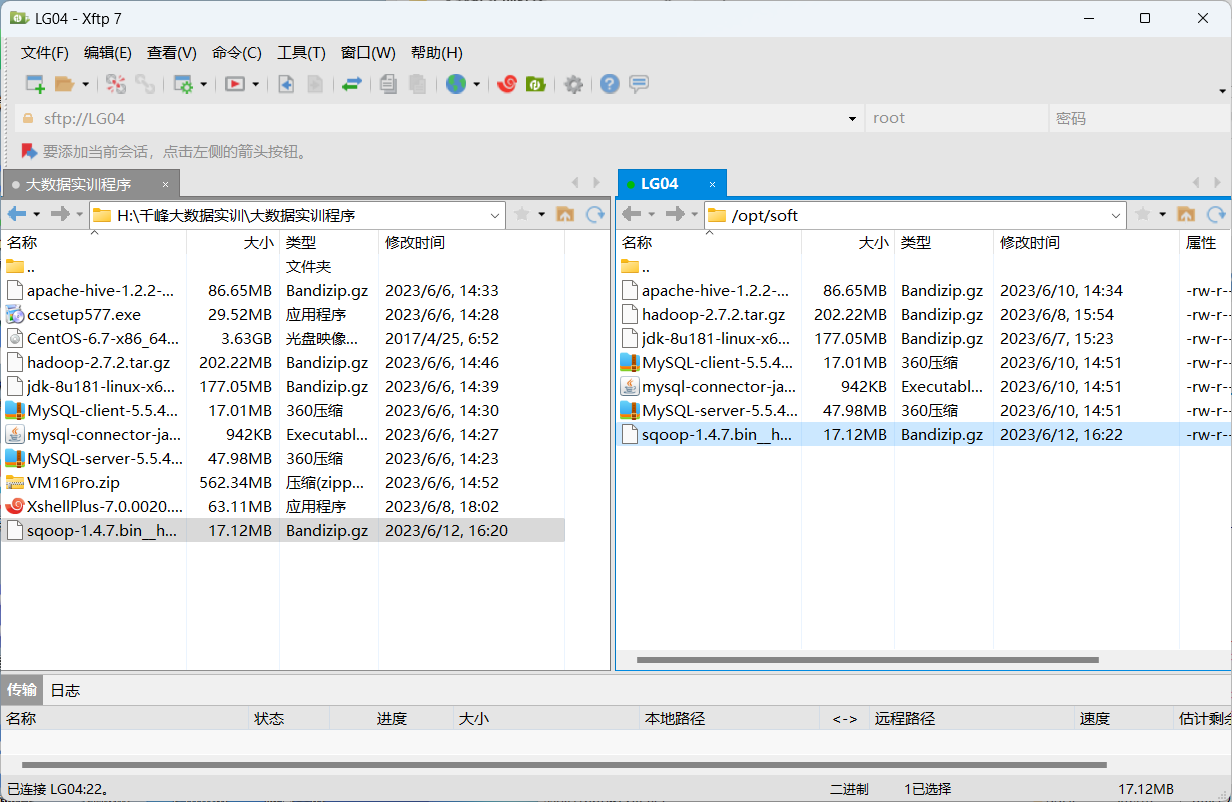 LG04 - Xftp 7
文件(F) 编辑(E) 查看(V) 命令(C) 工具(T) 窗口(W) 帮助(H)
sftp://LG04 root 密码
要添加当前会话，点击左侧的箭头按钮。
大数据实训程序 ×
H:\千峰大数据实训\大数据实训程序
名称 大小 类型 修改时间
.. 文件夹
apache-hive-1.2.2-... 86.65MB Bandizip.gz 2023/6/6, 14:33
ccsetup577.exe 29.52MB 应用程序 2023/6/6, 14:28
CentOS-6.7-x86_64... 3.63GB 光盘映像... 2017/4/25, 6:52
hadoop-2.7.2.tar.gz 202.22MB Bandizip.gz 2023/6/6, 14:46
jdk-8u181-linux-x6... 177.05MB Bandizip.gz 2023/6/6, 14:39
MySQL-client-5.5.4... 17.01MB 360压缩 2023/6/6, 14:30
mysql-connector-ja... 942KB Executabl... 2023/6/6, 14:27
MySQL-server-5.5.4... 47.98MB 360压缩 2023/6/6, 14:23
VM16Pro.zip 562.34MB 压缩(zipp... 2023/6/6, 14:52
XshellPlus-7.0.0020.... 63.11MB 应用程序 2023/6/8, 18:02
sqoop-1.4.7.bin__h... 17.12MB Bandizip.gz 2023/6/12, 16:20
LG04 ×
/opt/soft
名称 大小 类型 修改时间 属性
..
apache-hive-1.2.2-... 86.65MB Bandizip.gz 2023/6/10, 14:34 -rw-r--
hadoop-2.7.2.tar.gz 202.22MB Bandizip.gz 2023/6/8, 15:54 -rw-r--
jdk-8u181-linux-x6... 177.05MB Bandizip.gz 2023/6/7, 15:23 -rw-r--
MySQL-client-5.5.4... 17.01MB 360压缩 2023/6/10, 14:51 -rw-r--
mysql-connector-ja... 942KB Executabl... 2023/6/10, 14:51 -rw-r--
MySQL-server-5.5.4... 47.98MB 360压缩 2023/6/10, 14:51 -rw-r--
sqoop-1.4.7.bin__h... 17.12MB Bandizip.gz 2023/6/12, 16:22 -rw-r--
传输 日志
名称 状态 进度 大小 本地路径 <-> 远程路径 速度 估计剩余
已连接 LG04:22。 二进制 1已选择 17.12MB